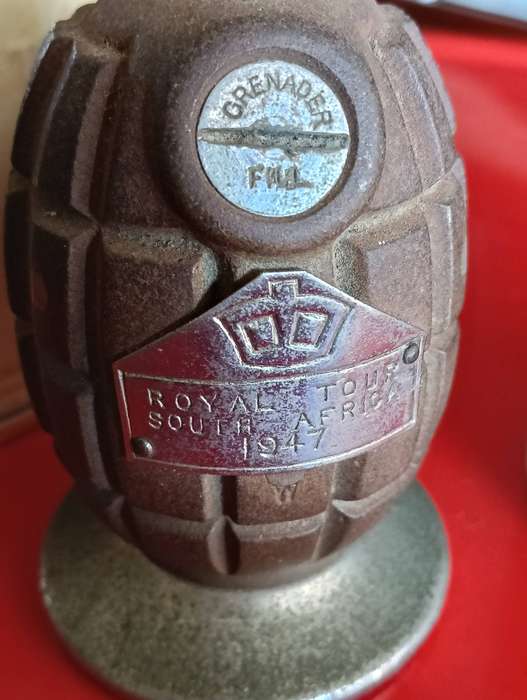 GRENADER
FILL
ROYAL TOUR
SOUTH AFRICA
1947
W